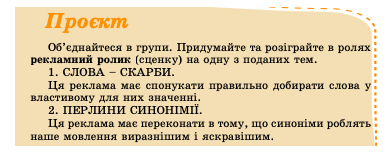 Проєкт
Об’єднайтеся в групи. Придумайте та розіграйте в ролях
рекламний ролик (сценку) на одну з поданих тем.
1. СЛОВА – СКАРБИ.
Ця реклама має спонукати правильно добирати слова у
властивому для них значенні.
2. ПЕРЛИНИ СИНОНІМІЇ.
Ця реклама має переконати в тому, що синоніми роблять
наше мовлення виразнішим і яскравішим.